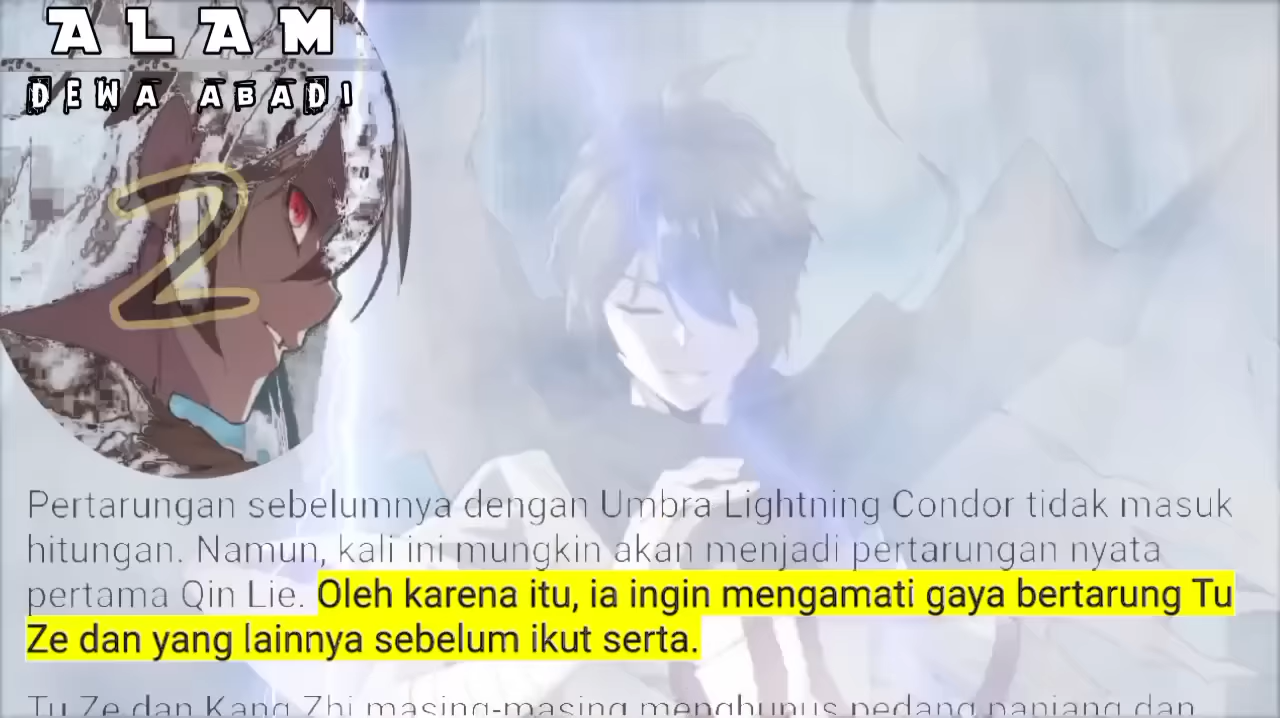 ALAM
DEWA ABADI
2
Pertarungan sebelumnya dengan Umbra Lightning Condor tidak masuk
hitungan. Namun, kali ini mungkin akan menjadi pertarungan nyata
pertama Qin Lie. Oleh karena itu, ia ingin mengamati gaya bertarung Tu
Ze dan yang lainnya sebelum ikut serta.
Tu Ze dan Kang Zhi masing-masing menghunus pedang panjang dan